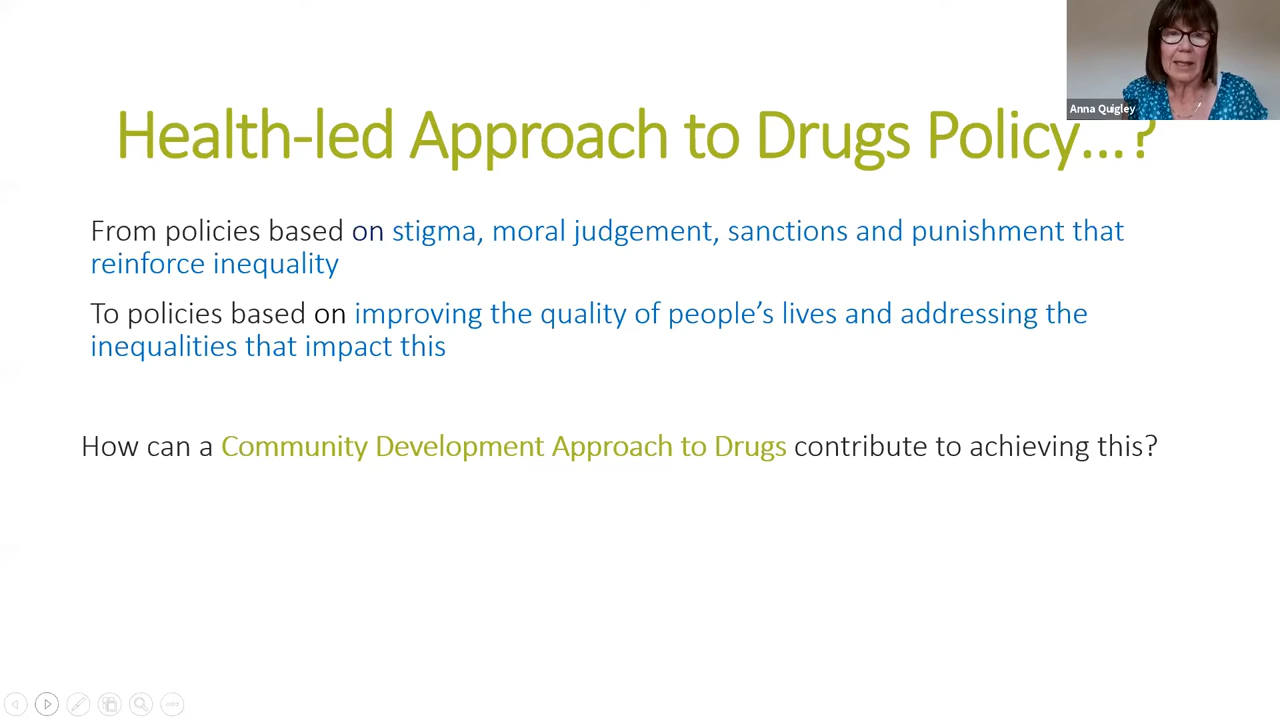 Anna Quigley
Health-led Approach to Drugs Policy...?
From policies based on stigma, moral judgement, sanctions and punishment that
reinforce inequality
To policies based on improving the quality of people’s lives and addressing the
inequalities that impact this
How can a Community Development Approach to Drugs contribute to achieving this?